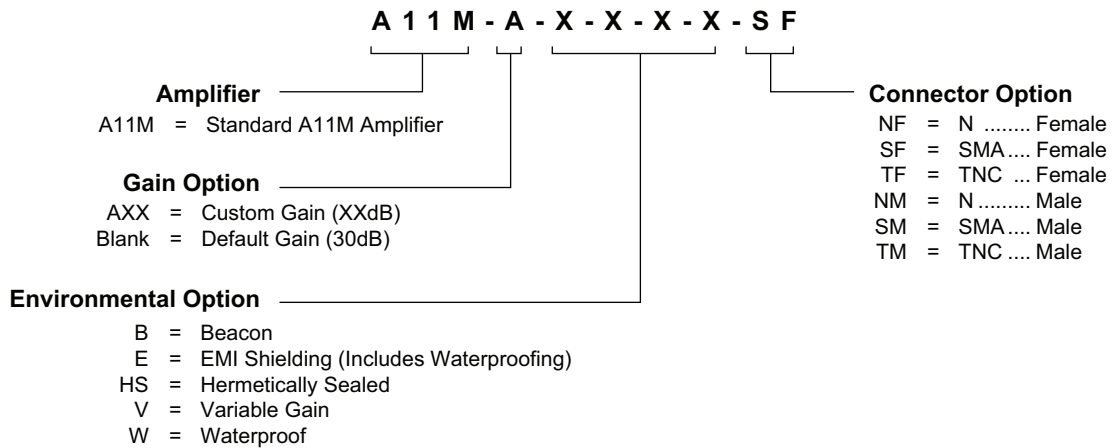 A11M - A - X - X - X - X - SF
Amplifier
A11M = Standard A11M Amplifier
Gain Option
AXX = Custom Gain (XXdB)
Blank = Default Gain (30dB)
Environmental Option
B = Beacon
E = EMI Shielding (Includes Waterproofing)
HS = Hermetically Sealed
V = Variable Gain
W = Waterproof
Connector Option
NF = N ........ Female
SF = SMA .... Female
TF = TNC ... Female
NM = N ......... Male
SM = SMA .... Male
TM = TNC .... Male